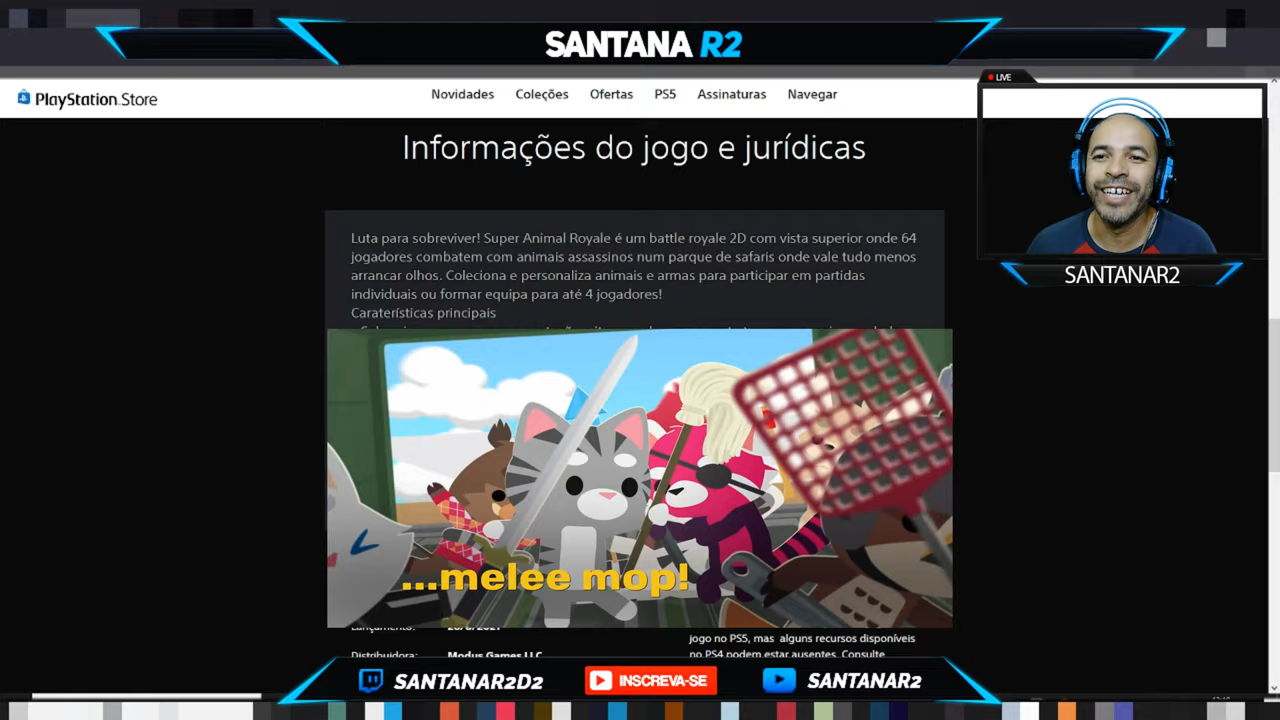 SANTANA R2
LIVE
PlayStation.Store
Novidades Coleções Ofertas PS5 Assinaturas Navegar
Informações do jogo e jurídicas
SANTANAR2
Luta para sobreviver! Super Animal Royale é um battle royale 2D com vista superior onde 64
jogadores combatem com animais assassinos num parque de safaris onde vale tudo menos
arrancar olhos. Coleciona e personaliza animais e armas para participar em partidas
individuais ou formar equipa para até 4 jogadores!
Caraterísticas principais
...melee mop!
Lançamento:
jogo no PS5, mas alguns recursos disponíveis
Distribuidora: Modus Games LLC
no PS4 podem estar ausentes. Consulte
SANTANAR2D2
INSCREVA-SE
SANTANAR2